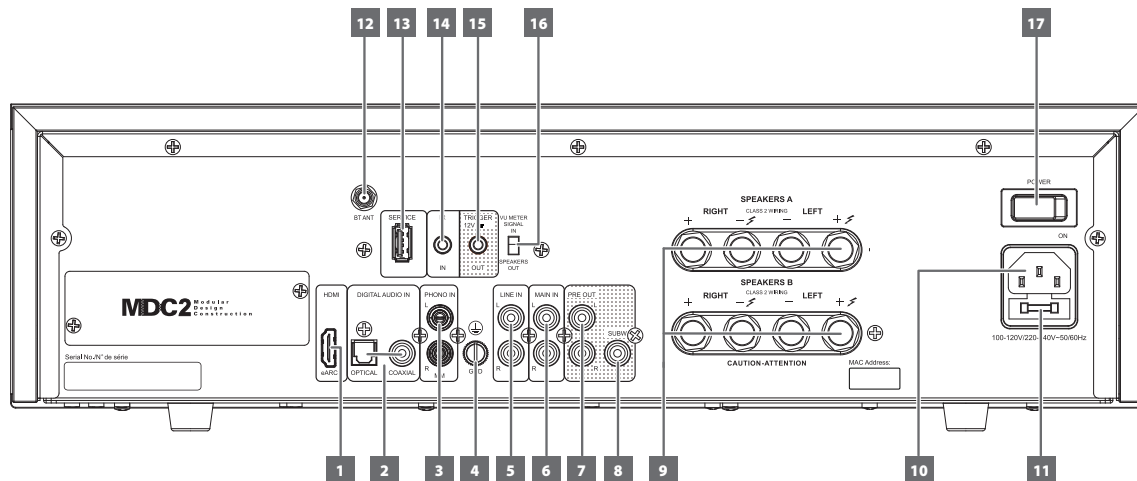 12 13 14 15 16 17
POWER
ON
BT ANT
SERVICE
IN
TRIGGER
12V
OUT
VU METER
SIGNAL
IN
SPEAKERS
OUT
SPEAKERS A
CLASS 2 WIRING
+ RIGHT − − LEFT +
SPEAKERS B
CLASS 2 WIRING
+ RIGHT − − LEFT +
CAUTION-ATTENTION
MDC2 Modular
Design
Construction
Serial No./N° de série
HDMI
eARC
DIGITAL AUDIO IN
OPTICAL
COAXIAL
PHONO IN
L
R
MM
GND
LINE IN
L
R
MAIN IN
L
R
PRE OUT
L
R
SUBW
MAC Address:
100-120V/220-240V~50/60Hz
1 2 3 4 5 6 7 8 9 10 11